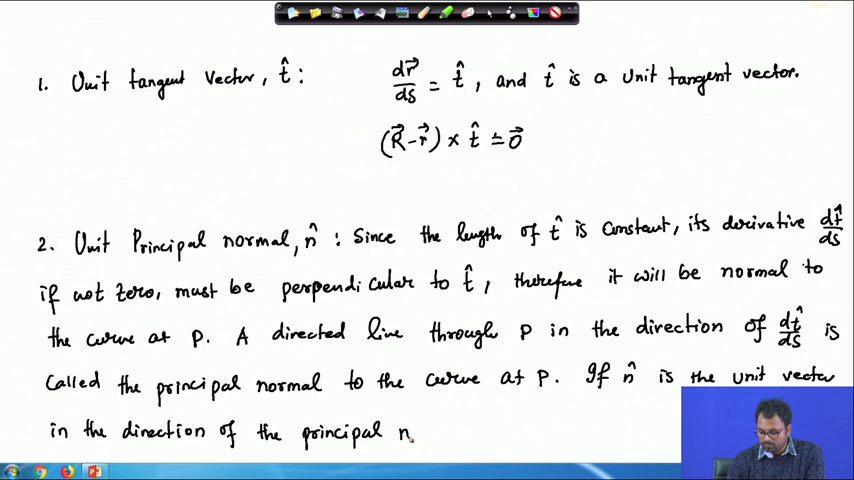 1. Unit tangent vector, t̂ : dr⃗/ds = t̂, and t̂ is a unit tangent vector.
(R⃗ - r⃗) × t̂ = 0⃗
2. Unit Principal normal, n̂ : Since the length of t̂ is constant, its derivative dt̂/ds
if not zero, must be perpendicular to t̂, therefore it will be normal to
the curve at P. A directed line through P in the direction of dt̂/ds is
called the principal normal to the curve at P. If n̂ is the unit vector
in the direction of the principal n